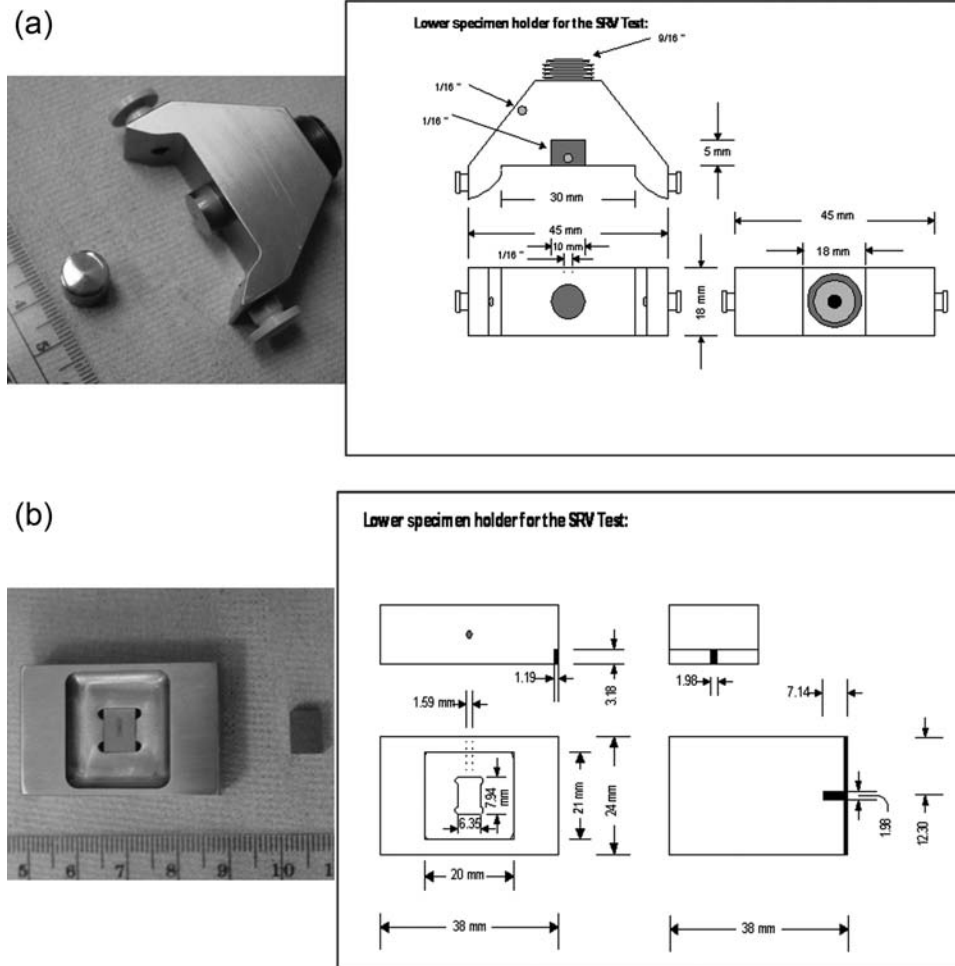 (a)
Lower specimen holder for the SRV Test:
9/16 "
1/16 "
1/16 "
5 mm
30 mm
45 mm
45 mm
10 mm
18 mm
1/16"
18 mm
4
5
(b)
Lower specimen holder for the SRV Test:
1.19
3.18
1.98
7.14
1.59 mm
7.94 mm
21 mm
24 mm
6.35
1.98
12.30
20 mm
38 mm
38 mm
5 6 7 8 9 10 1